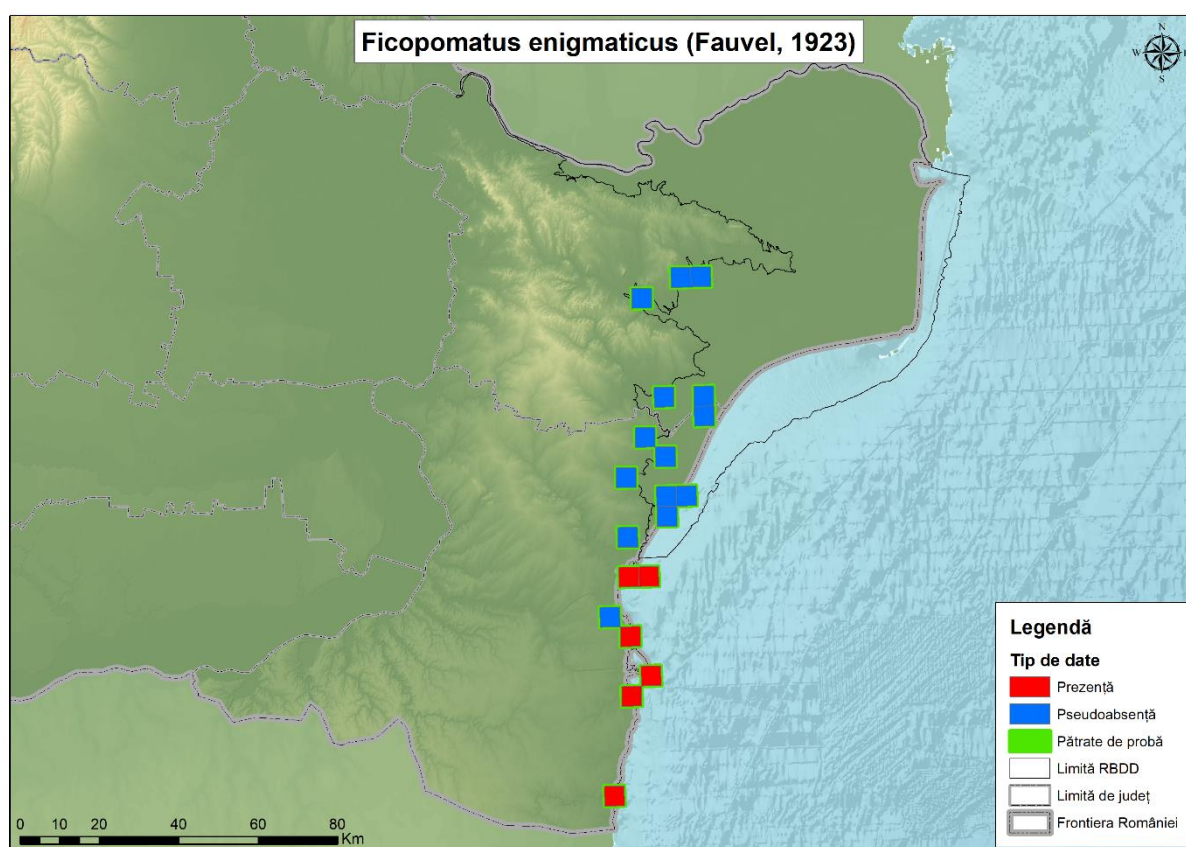 Ficopomatus enigmaticus (Fauvel, 1923)
N
W
E
S
Legendă
Tip de date
Prezență
Pseudoabsență
Pătrate de probă
Limită RBDD
Limită de județ
Frontiera României
0 10 20 40 60 80
Km